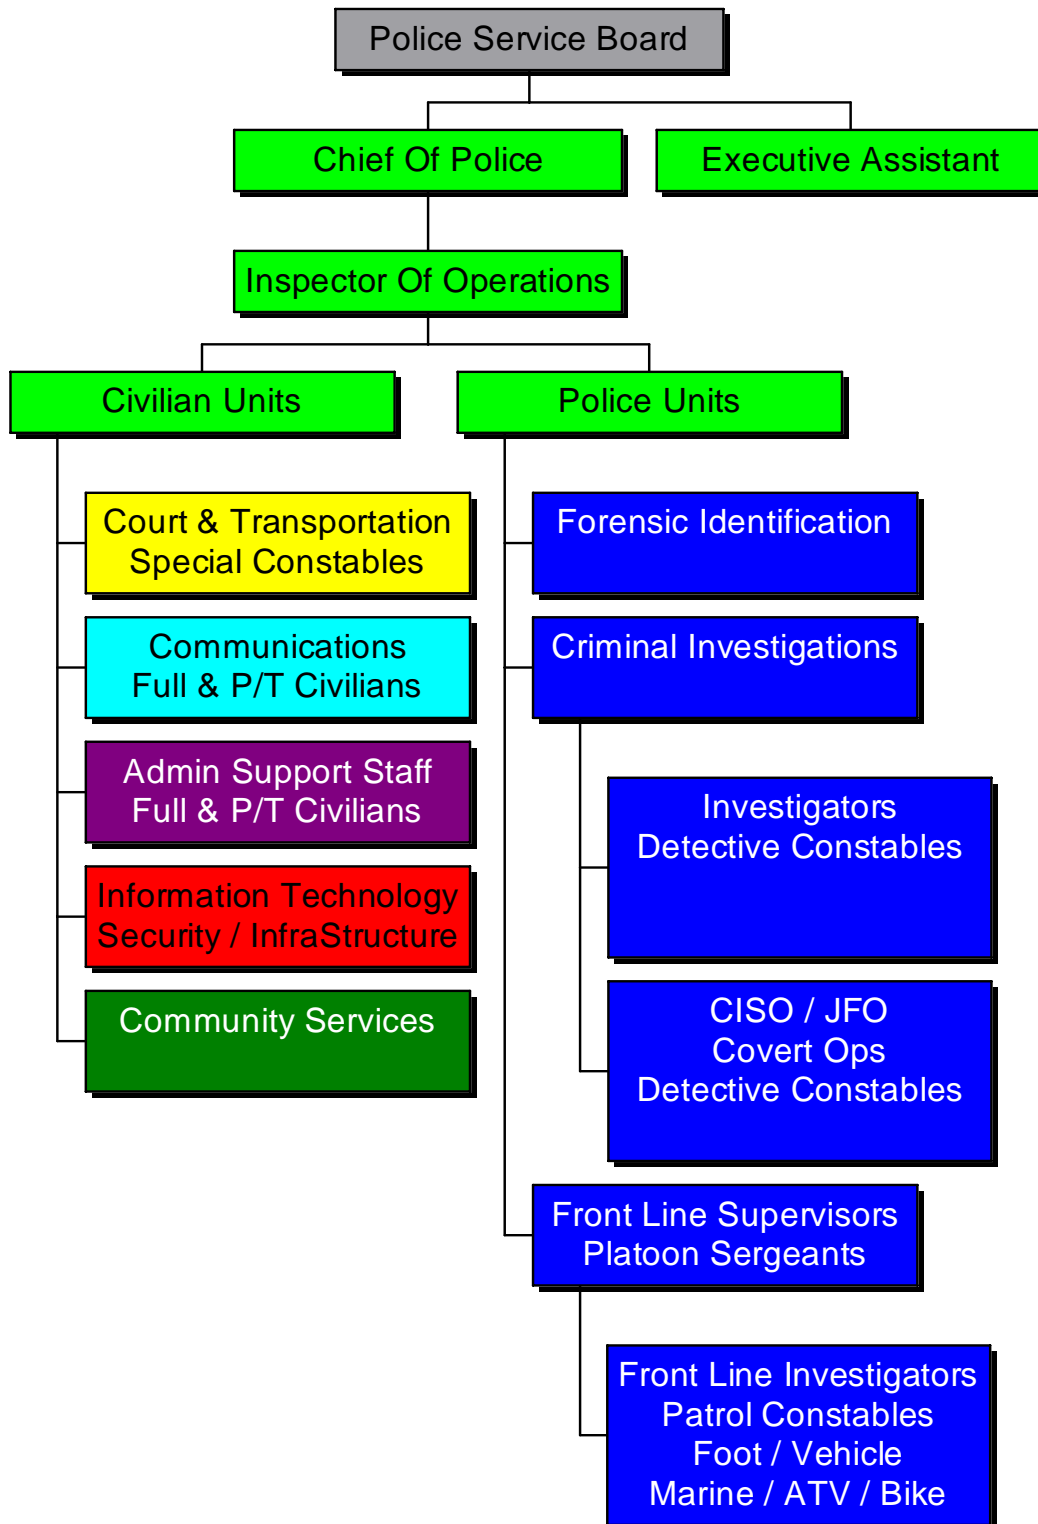 Police Service Board
Chief Of Police
Executive Assistant
Inspector Of Operations
Civilian Units
Police Units
Court & Transportation
Special Constables
Communications
Full & P/T Civilians
Admin Support Staff
Full & P/T Civilians
Information Technology
Security / InfraStructure
Community Services
Forensic Identification
Criminal Investigations
Investigators
Detective Constables
CISO / JFO
Covert Ops
Detective Constables
Front Line Supervisors
Platoon Sergeants
Front Line Investigators
Patrol Constables
Foot / Vehicle
Marine / ATV / Bike